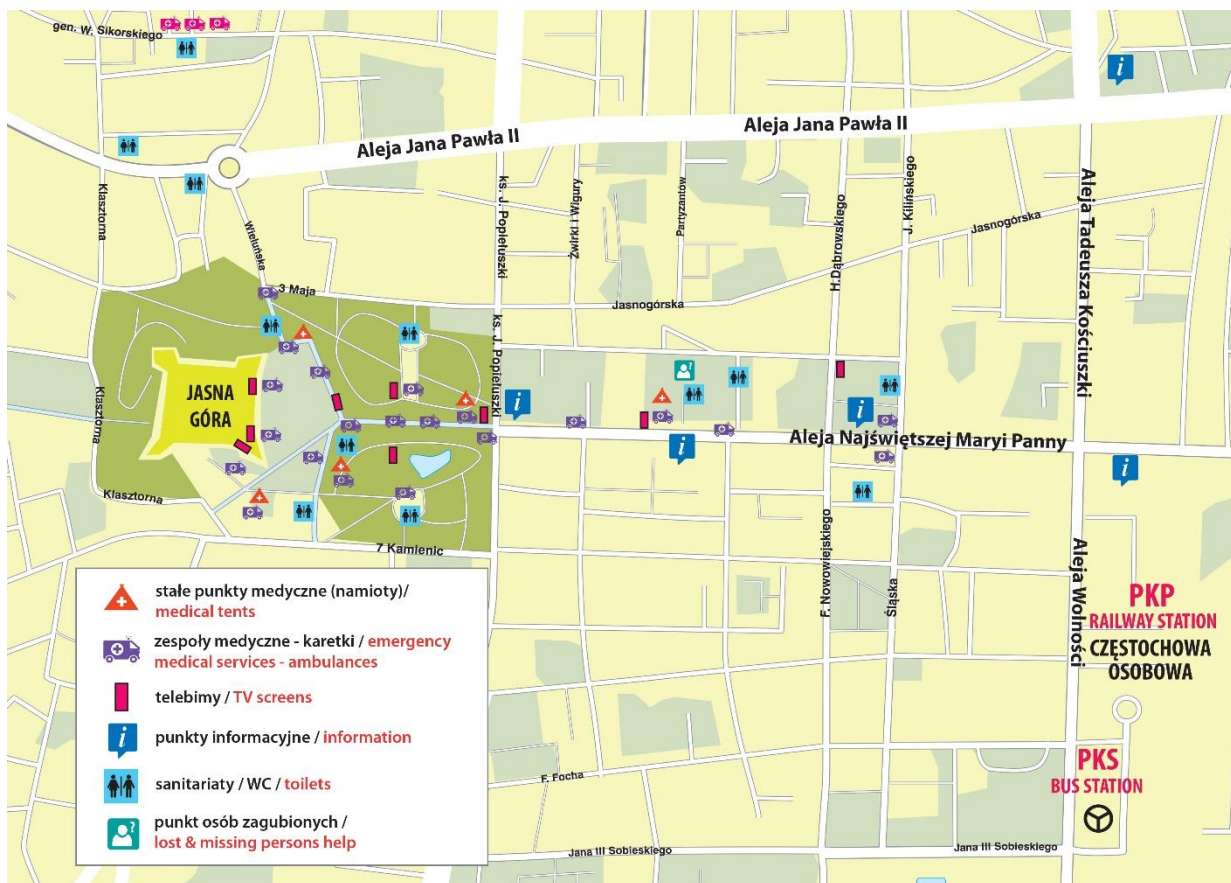 gen. W. Sikorskiego
Aleja Jana Pawła II
Aleja Jana Pawła II
Klasztorna
Wieluńska
ks. J. Popiełuszki
Żwirki i Wigury
Partyzantów
H.Dąbrowskiego
J. Kilińskiego
Jasnogórska
Aleja Tadeusza Kościuszki
3 Maja
Jasnogórska
ks. J. Popiełuszki
JASNA
GÓRA
Klasztorna
Aleja Najświętszej Maryi Panny
Klasztorna
7 Kamienic
F. Nowowiejskiego
Śląska
Aleja Wolności
PKP
RAILWAY STATION
CZĘSTOCHOWA
OSOBOWA
stałe punkty medyczne (namioty)/
medical tents
zespoły medyczne - karetki / emergency
medical services - ambulances
telebimy / TV screens
punkty informacyjne / information
sanitariaty / WC / toilets
punkt osób zagubionych /
lost & missing persons help
F. Focha
PKS
BUS STATION
Jana III Sobieskiego
Jana III Sobieskiego